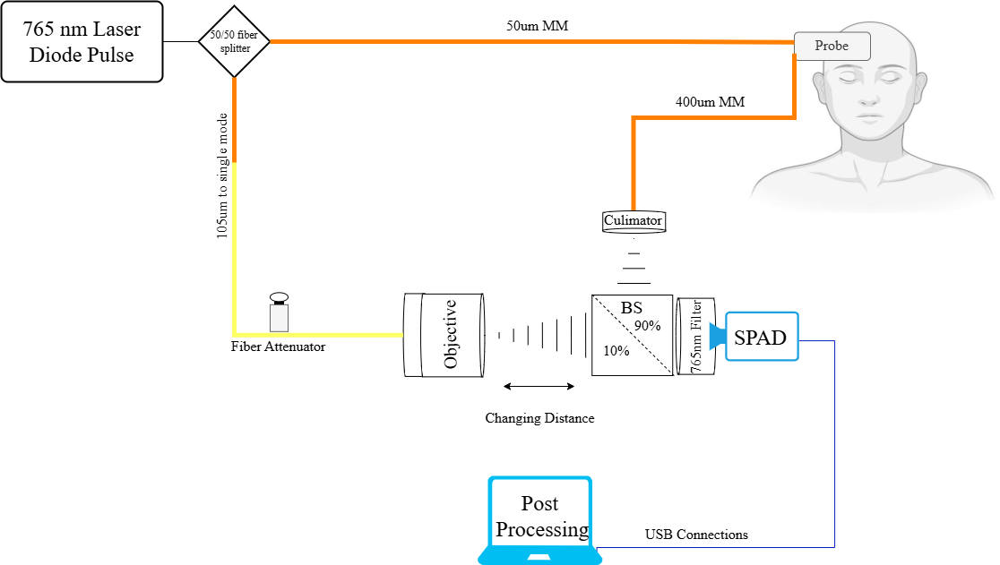 765 nm Laser
Diode Pulse
50/50 fiber
splitter
50um MM
Probe
400um MM
105um to single mode
Culimator
Fiber Attenuator
Objective
BS
90%
10%
765nm Filter
SPAD
Changing Distance
Post
Processing
USB Connections